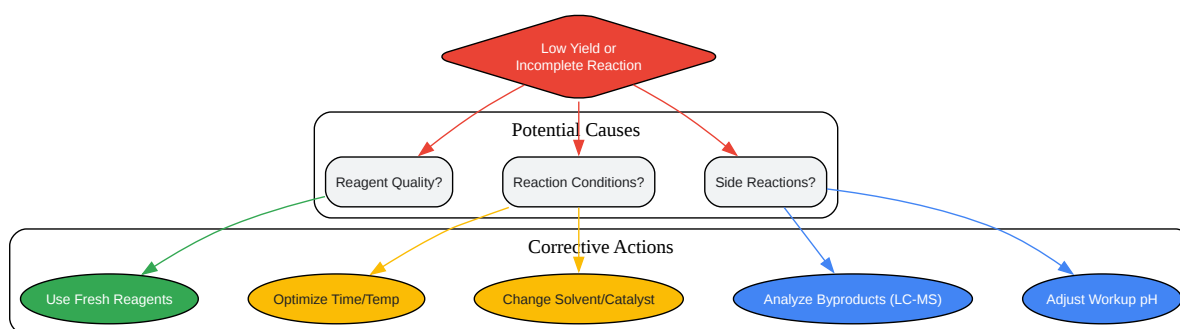 Low Yield or
Incomplete Reaction
Potential Causes
Reagent Quality?
Reaction Conditions?
Side Reactions?
Corrective Actions
Use Fresh Reagents
Optimize Time/Temp
Change Solvent/Catalyst
Analyze Byproducts (LC-MS)
Adjust Workup pH